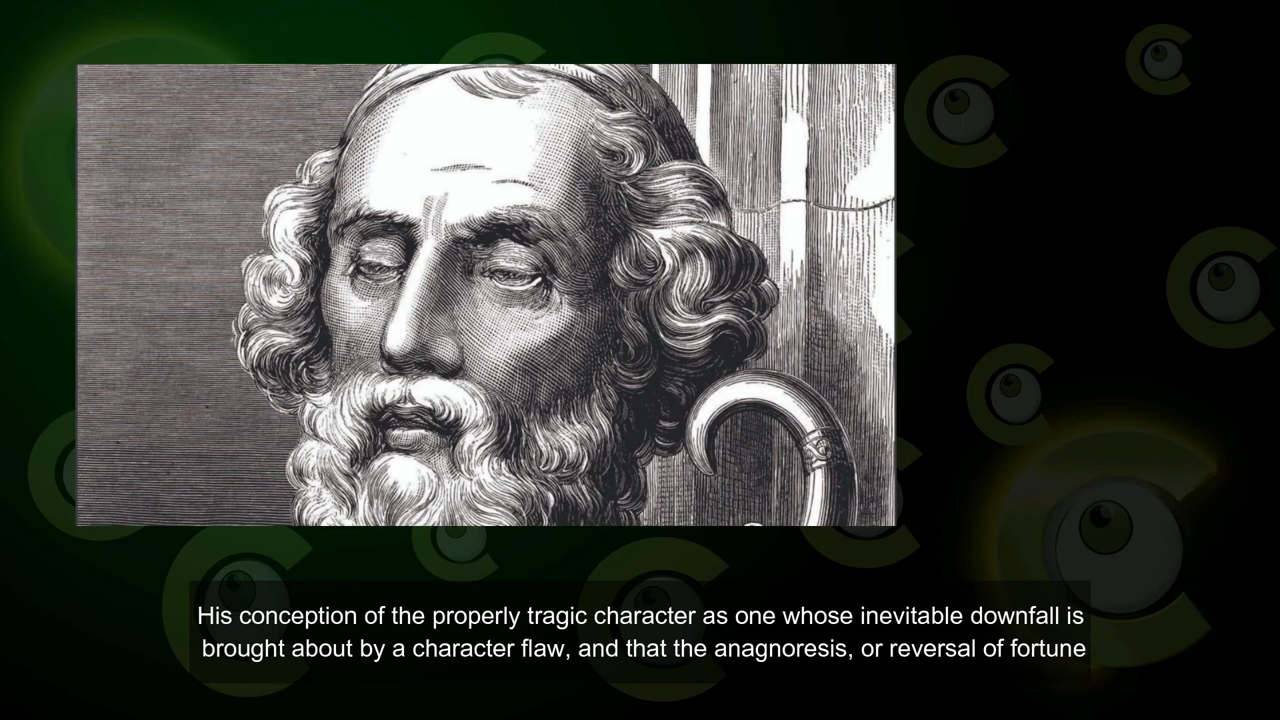 His conception of the properly tragic character as one whose inevitable downfall is
brought about by a character flaw, and that the anagnoresis, or reversal of fortune